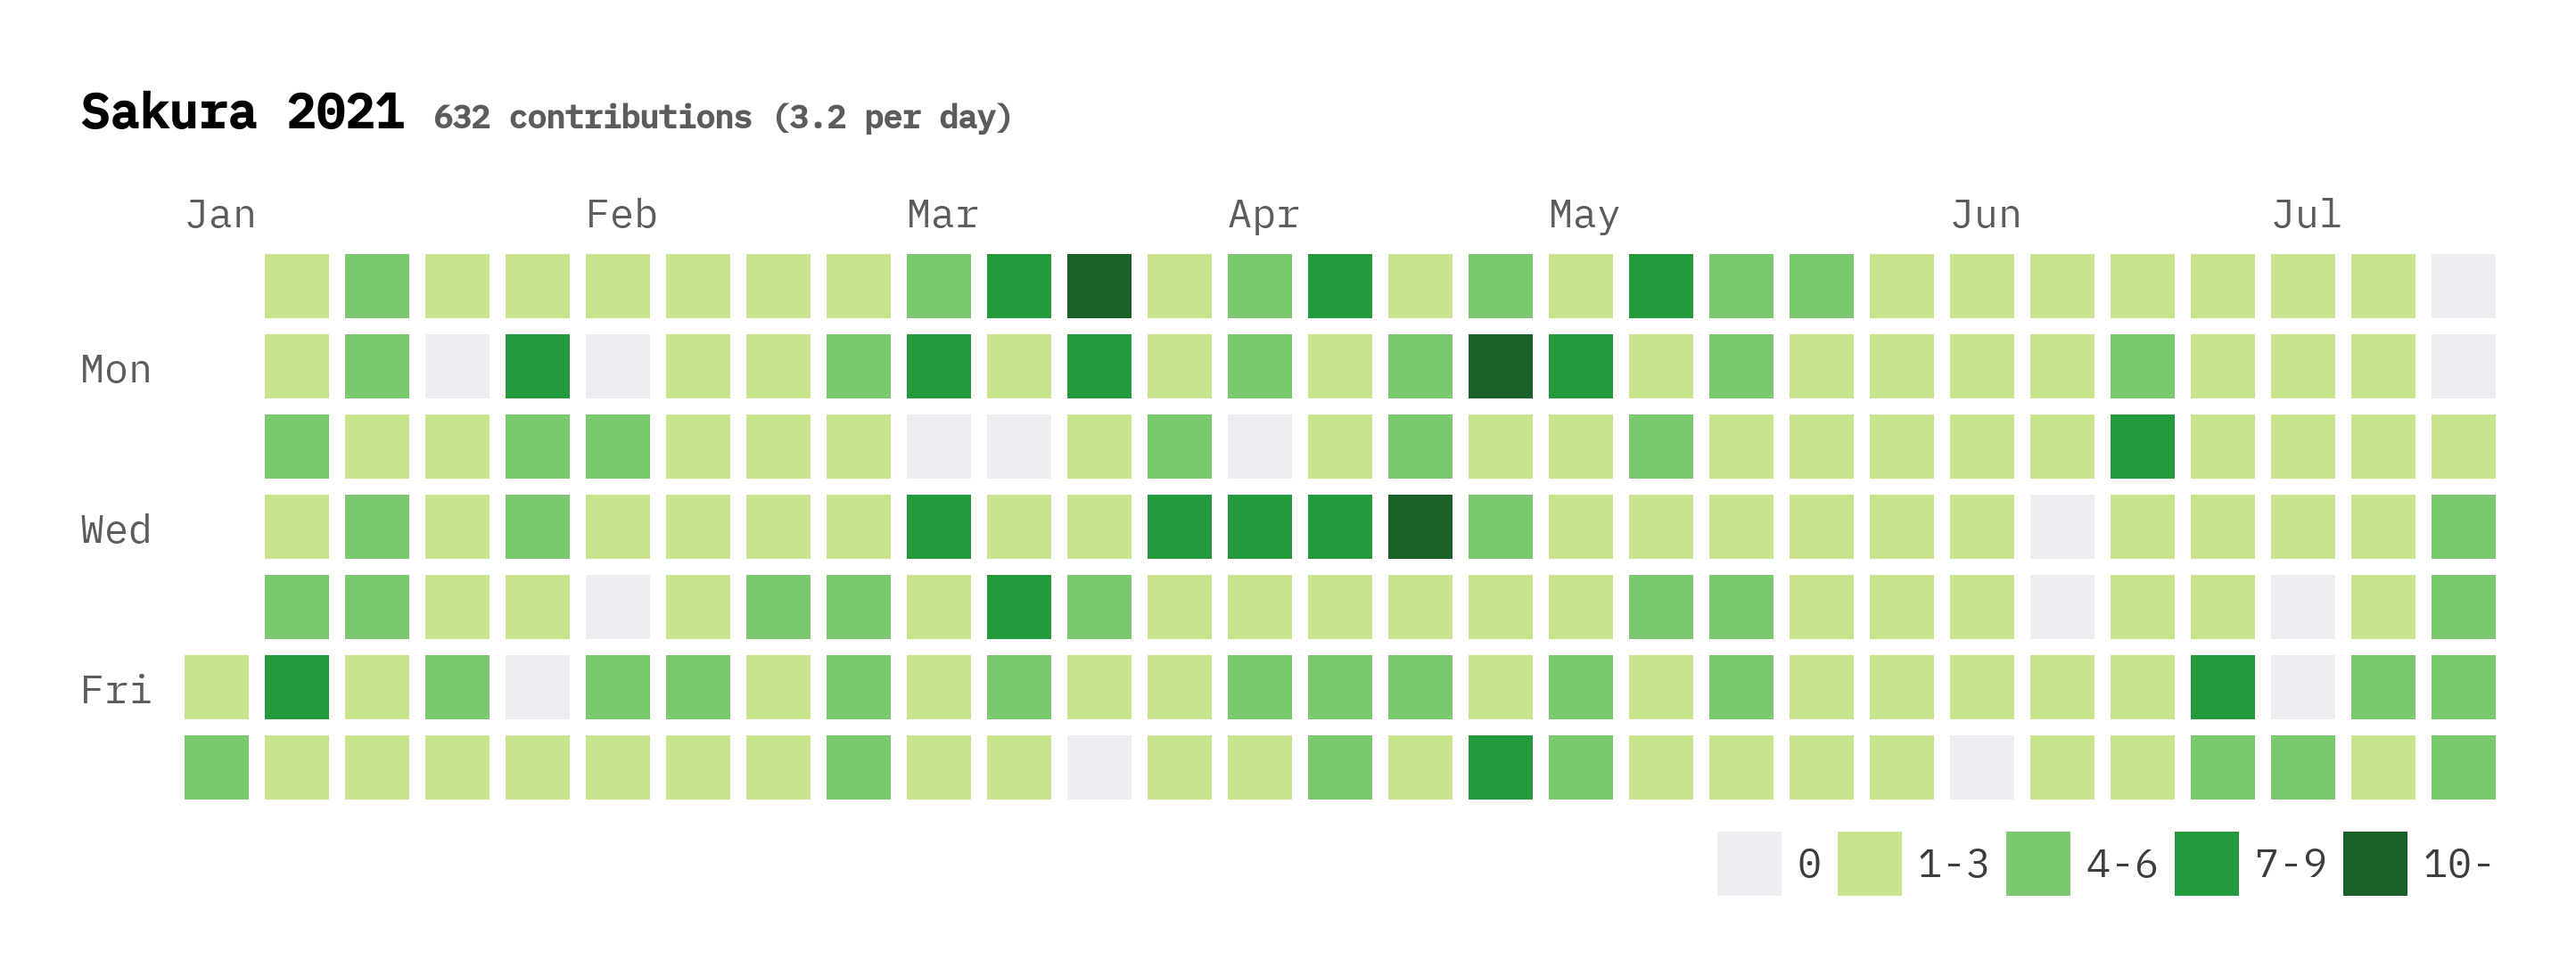 Sakura 2021 632 contributions (3.2 per day)
Jan Feb Mar Apr May Jun Jul
Mon
Wed
Fri
0 1-3 4-6 7-9 10-